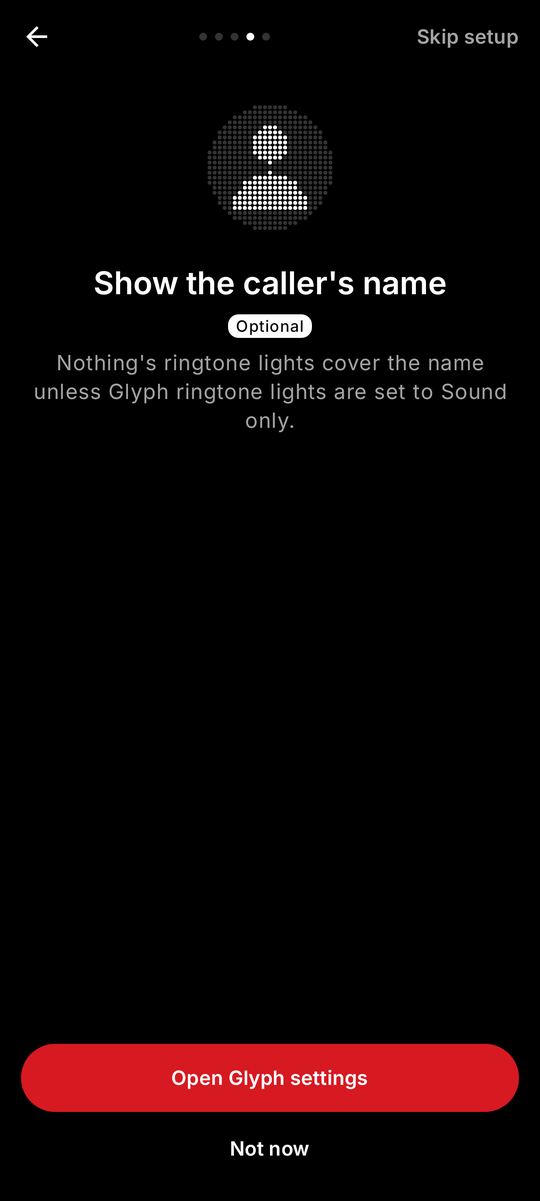 Skip setup
Show the caller's name
Optional
Nothing's ringtone lights cover the name
unless Glyph ringtone lights are set to Sound
only.
Open Glyph settings
Not now